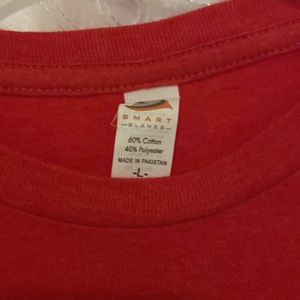 SMART
BLANKS
60% Cotton
40% Polyester
MADE IN PAKISTAN
-L-